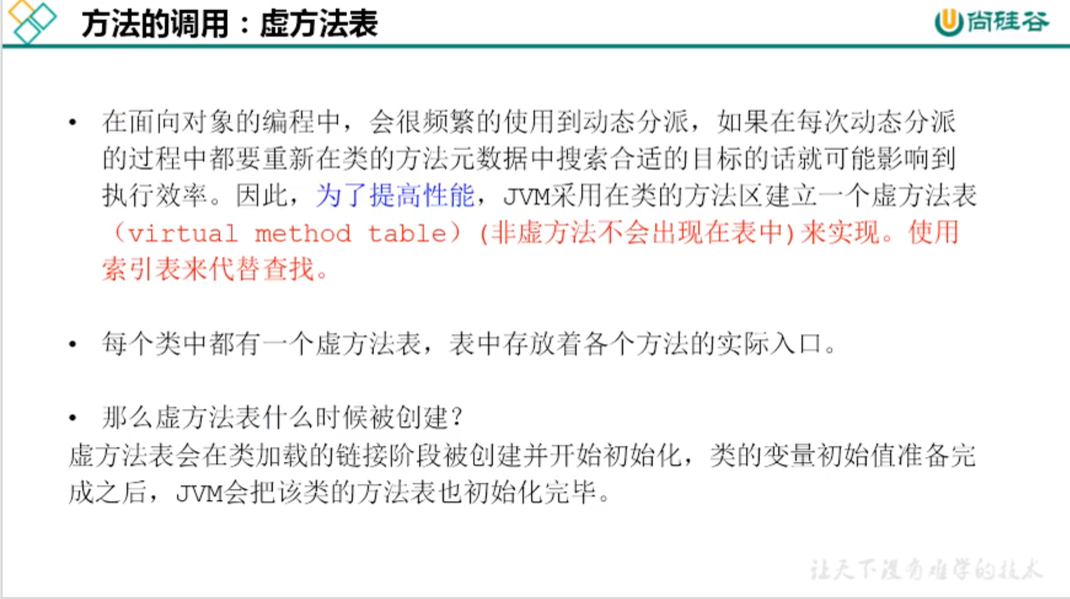 方法的调用：虚方法表
尚硅谷
• 在面向对象的编程中，会很频繁的使用到动态分派，如果在每次动态分派
的过程中都要重新在类的方法元数据中搜索合适的目标的话就可能影响到
执行效率。因此，为了提高性能，JVM采用在类的方法区建立一个虚方法表
（virtual method table）(非虚方法不会出现在表中)来实现。使用
索引表来代替查找。
• 每个类中都有一个虚方法表，表中存放着各个方法的实际入口。
• 那么虚方法表什么时候被创建？
虚方法表会在类加载的链接阶段被创建并开始初始化，类的变量初始值准备完
成之后，JVM会把该类的方法表也初始化完毕。
让天下没有难学的技术